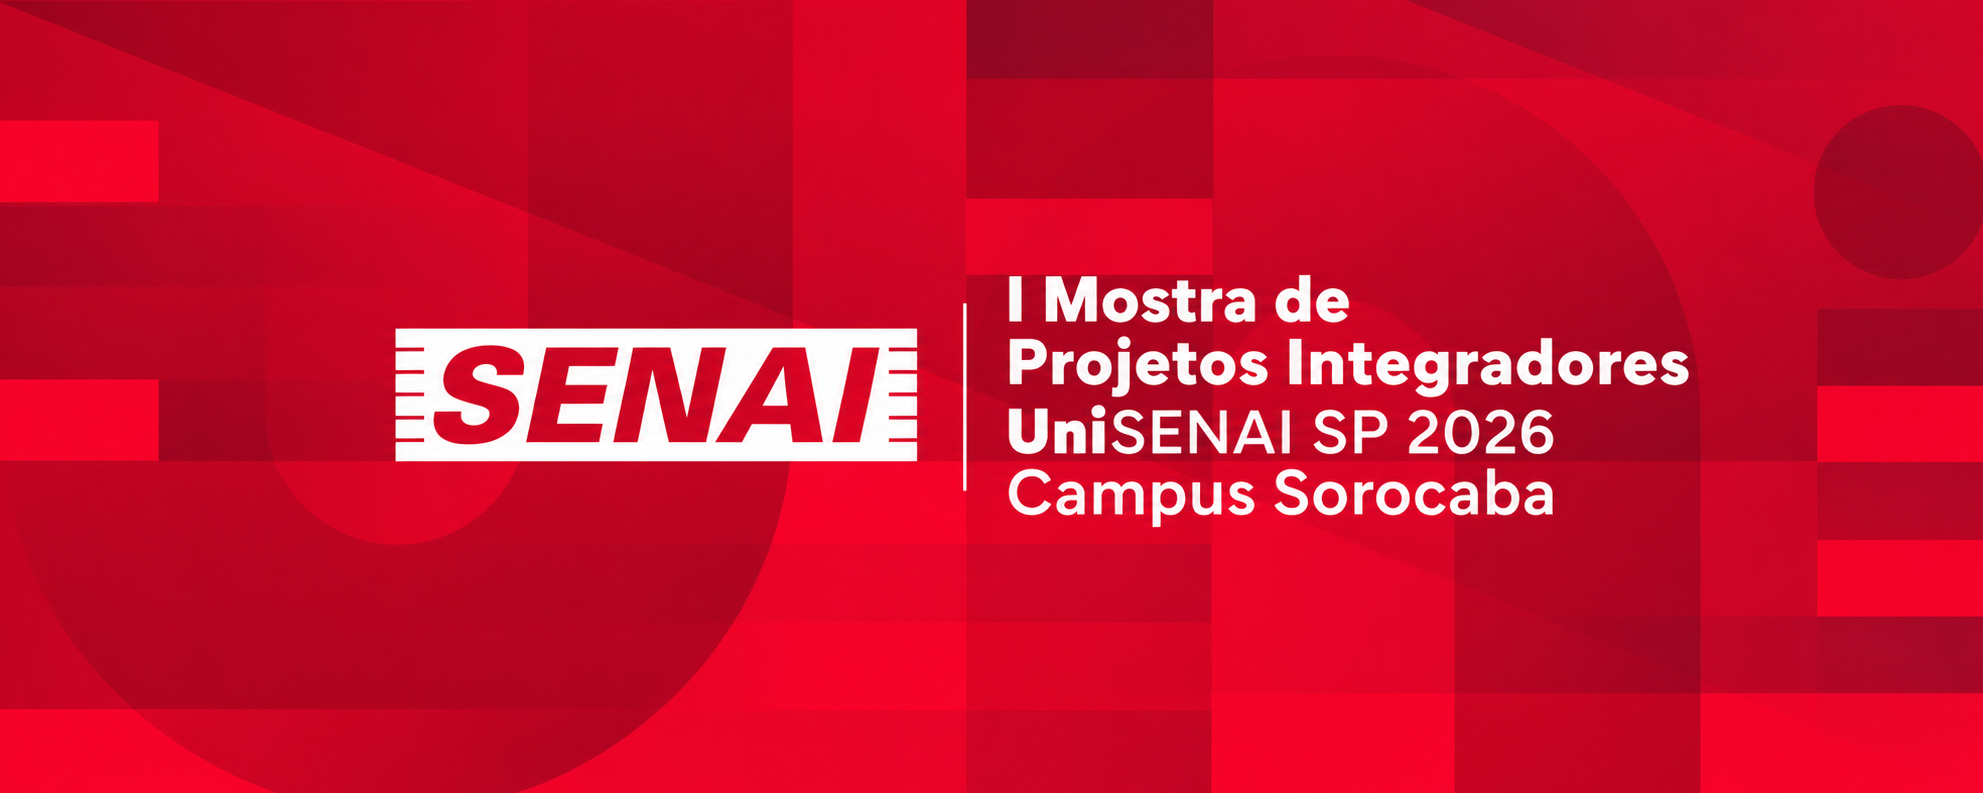 SENAI
I Mostra de
Projetos Integradores
UniSENAI SP 2026
Campus Sorocaba